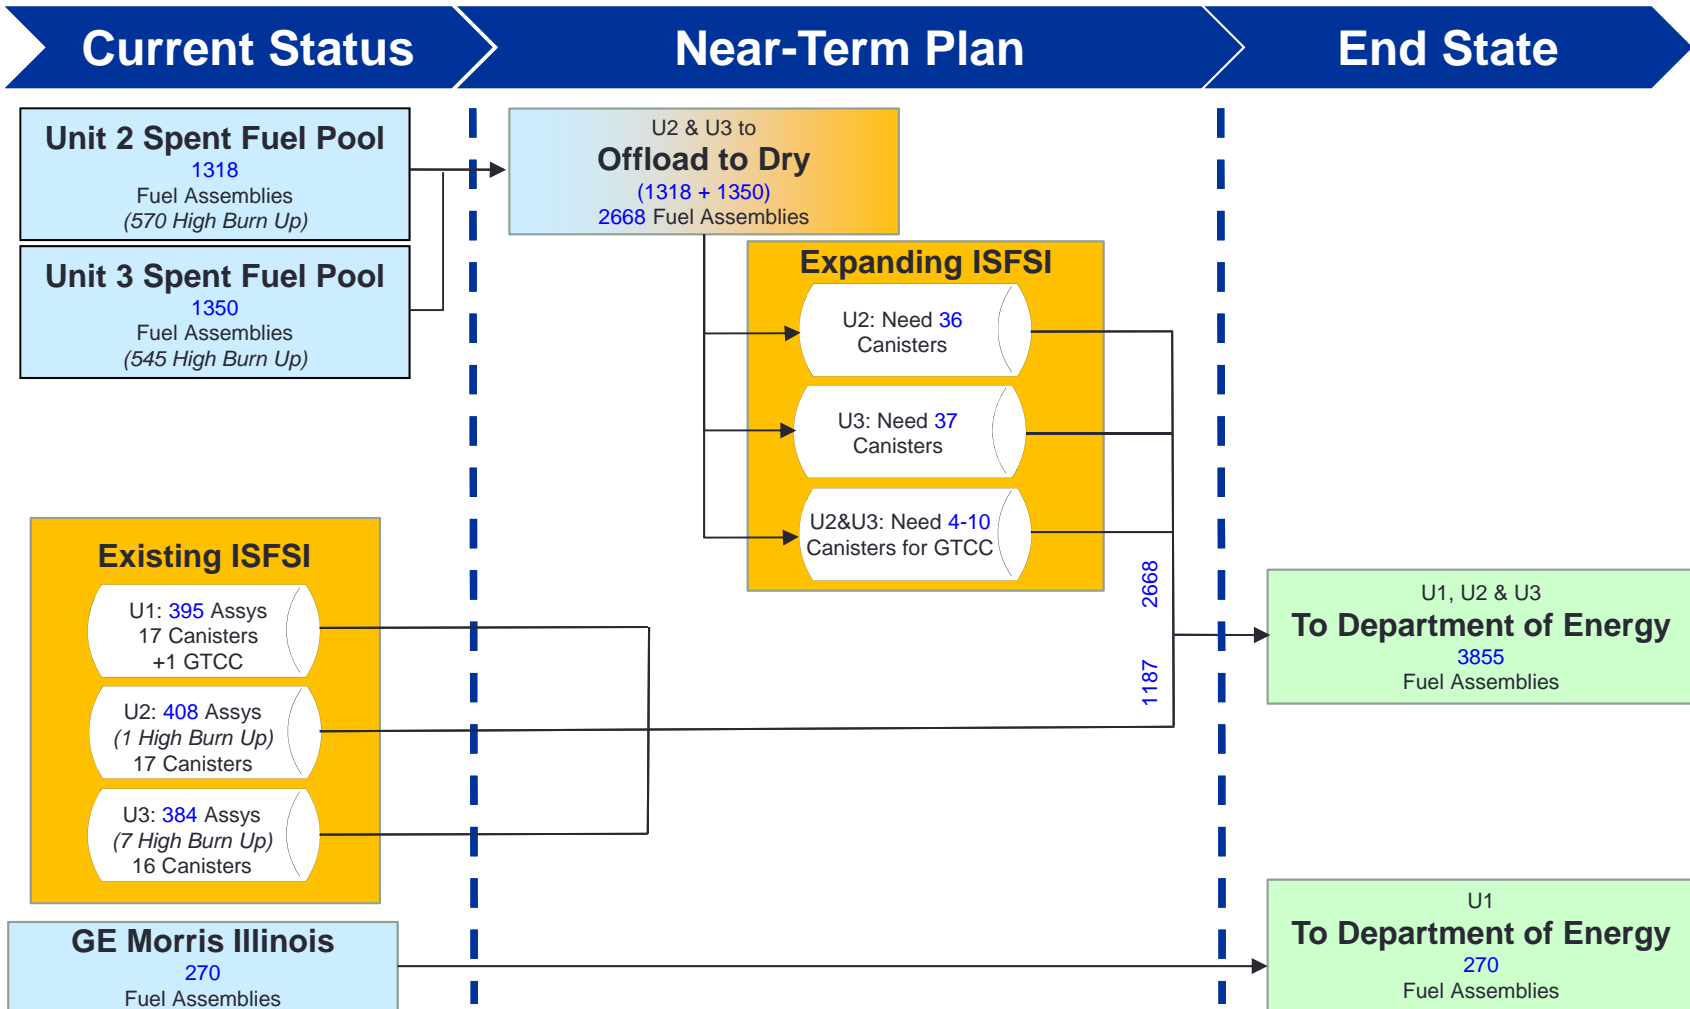 Current Status
Near-Term Plan
End State
Unit 2 Spent Fuel Pool
1318
Fuel Assemblies
(570 High Burn Up)
Unit 3 Spent Fuel Pool
1350
Fuel Assemblies
(545 High Burn Up)
U2 & U3 to
Offload to Dry
(1318 + 1350)
2668 Fuel Assemblies
Expanding ISFSI
U2: Need 36
Canisters
U3: Need 37
Canisters
U2&U3: Need 4-10
Canisters for GTCC
Existing ISFSI
U1: 395 Assys
17 Canisters
+1 GTCC
U2: 408 Assys
(1 High Burn Up)
17 Canisters
U3: 384 Assys
(7 High Burn Up)
16 Canisters
2668
1187
U1, U2 & U3
To Department of Energy
3855
Fuel Assemblies
GE Morris Illinois
270
Fuel Assemblies
U1
To Department of Energy
270
Fuel Assemblies